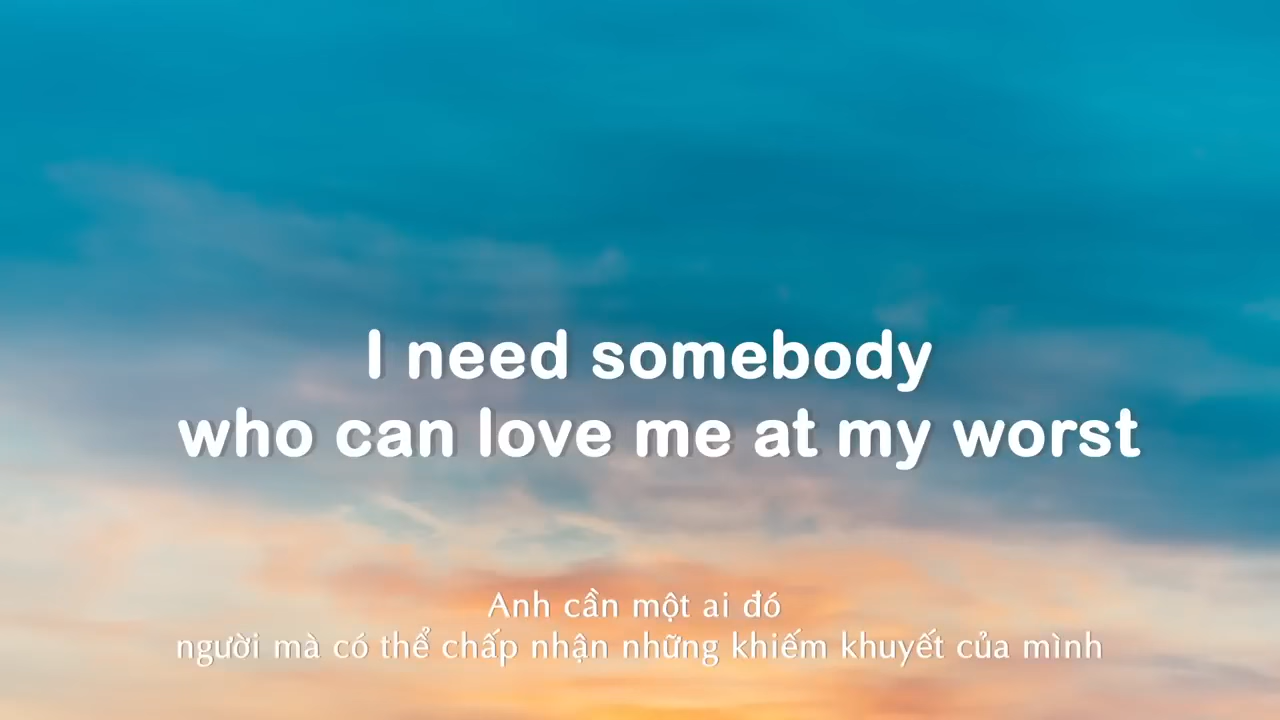 I need somebody
who can love me at my worst
Anh cần một ai đó
người mà có thể chấp nhận những khiếm khuyết của mình